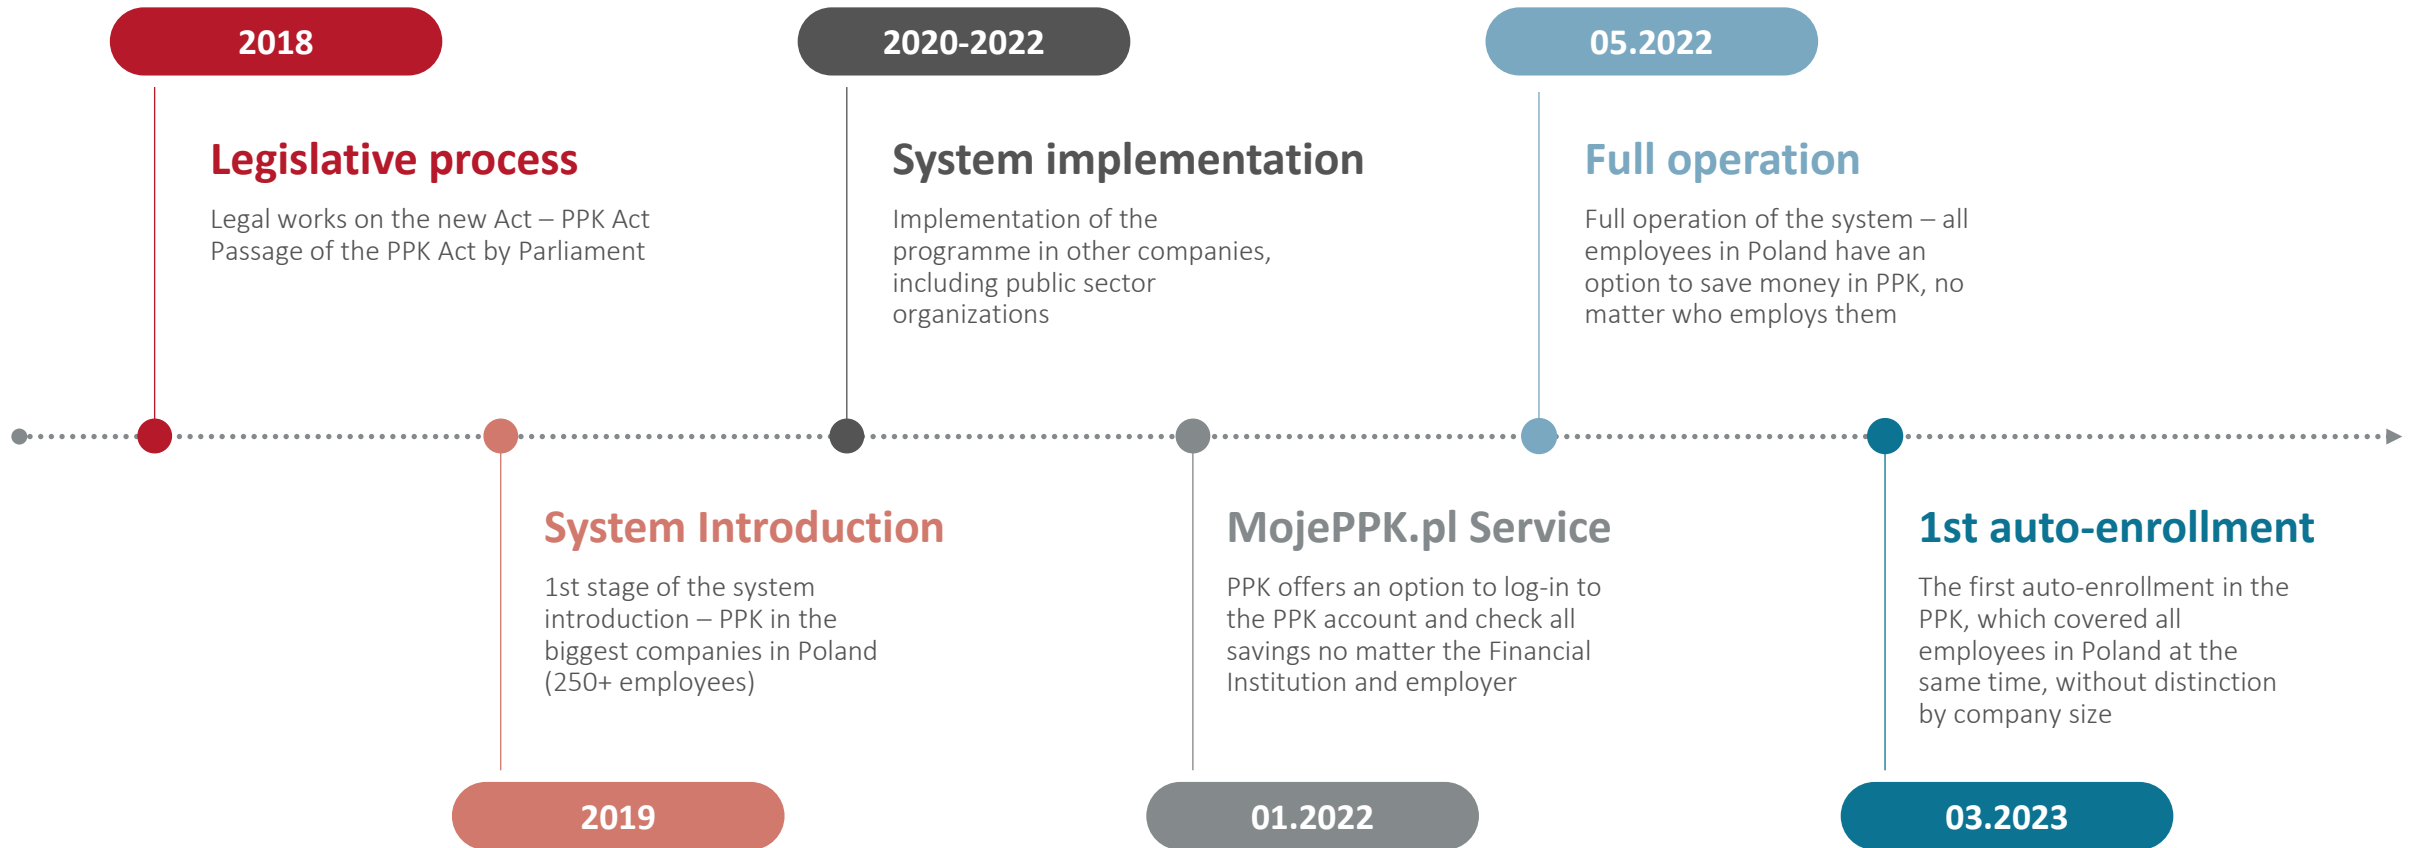 2018
Legislative process
Legal works on the new Act – PPK Act
Passage of the PPK Act by Parliament
System Introduction
1st stage of the system
introduction – PPK in the
biggest companies in Poland
(250+ employees)
2019
2020-2022
System implementation
Implementation of the
programme in other companies,
including public sector
organizations
MojePPK.pl Service
PPK offers an option to log-in to
the PPK account and check all
savings no matter the Financial
Institution and employer
01.2022
05.2022
Full operation
Full operation of the system – all
employees in Poland have an
option to save money in PPK, no
matter who employs them
1st auto-enrollment
The first auto-enrollment in the
PPK, which covered all
employees in Poland at the
same time, without distinction
by company size
03.2023